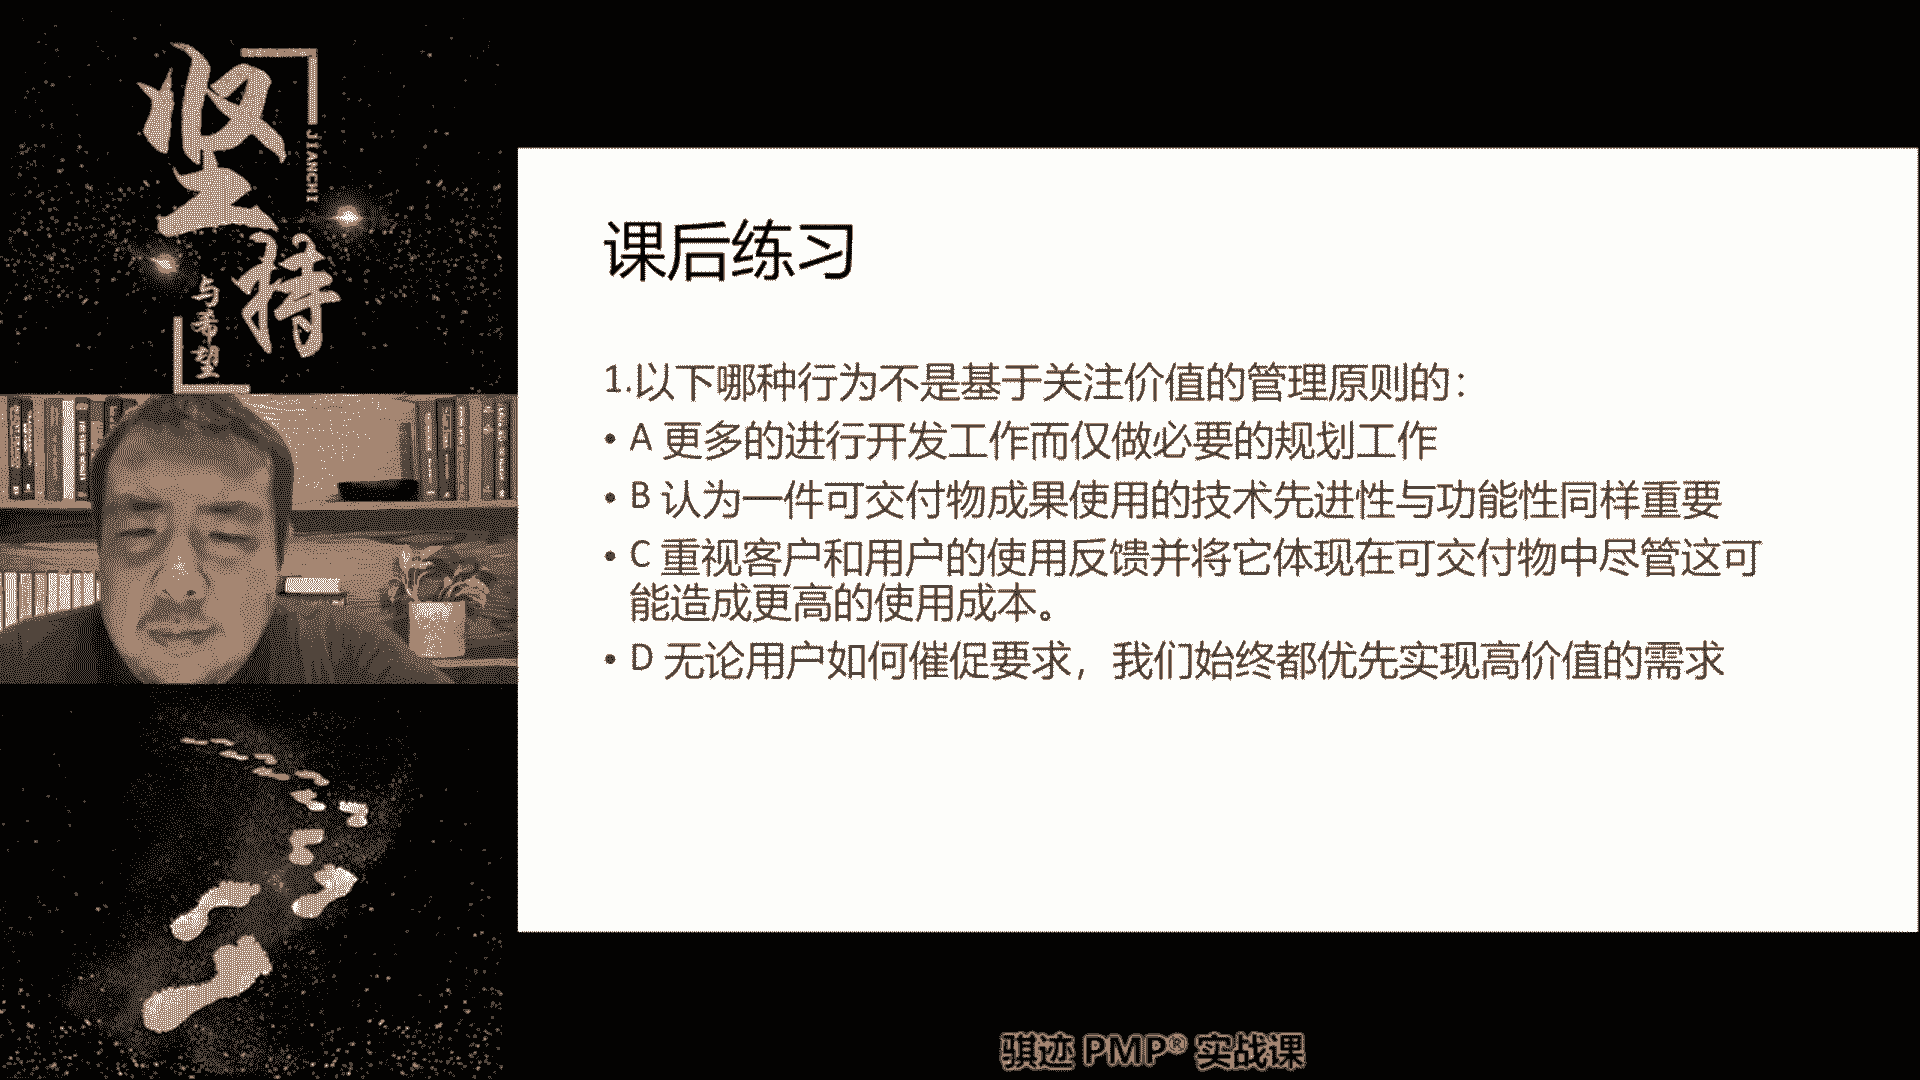 坚持
JIANCHI
与希望
课后练习
1.以下哪种行为不是基于关注价值的管理原则的：
• A 更多的进行开发工作而仅做必要的规划工作
• B 认为一件可交付物成果使用的技术先进性与功能性同样重要
• C 重视客户和用户的使用反馈并将它体现在可交付物中尽管这可
能造成更高的使用成本。
• D 无论用户如何催促要求，我们始终都优先实现高价值的需求
骐迹 PMP® 实战课